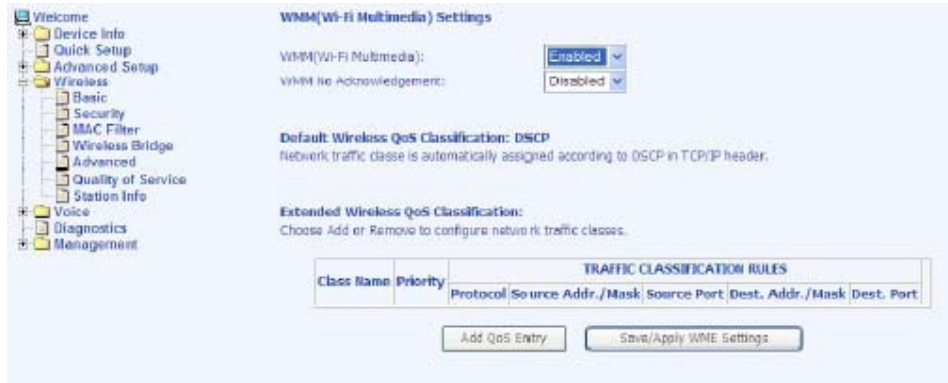 Welcome
Device Info
Quick Setup
Advanced Setup
Wireless
Basic
Security
MAC Filter
Wireless Bridge
Advanced
Quality of Service
Station Info
Voice
Diagnostics
Management
WMM(Wi-Fi Multimedia) Settings
WMM(Wi-Fi Multimedia): Enabled
WMM No Acknowledgement: Disabled
Default Wireless QoS Classification: DSCP
Network traffic classe is automatically assigned according to DSCP in TCP/IP header.
Extended Wireless QoS Classification:
Choose Add or Remove to configure network traffic classes.
Class Name Priority TRAFFIC CLASSIFICATION RULES
Protocol Source Addr./Mask Source Port Dest. Addr./Mask Dest. Port
Add QoS Entry Save/Apply WME Settings